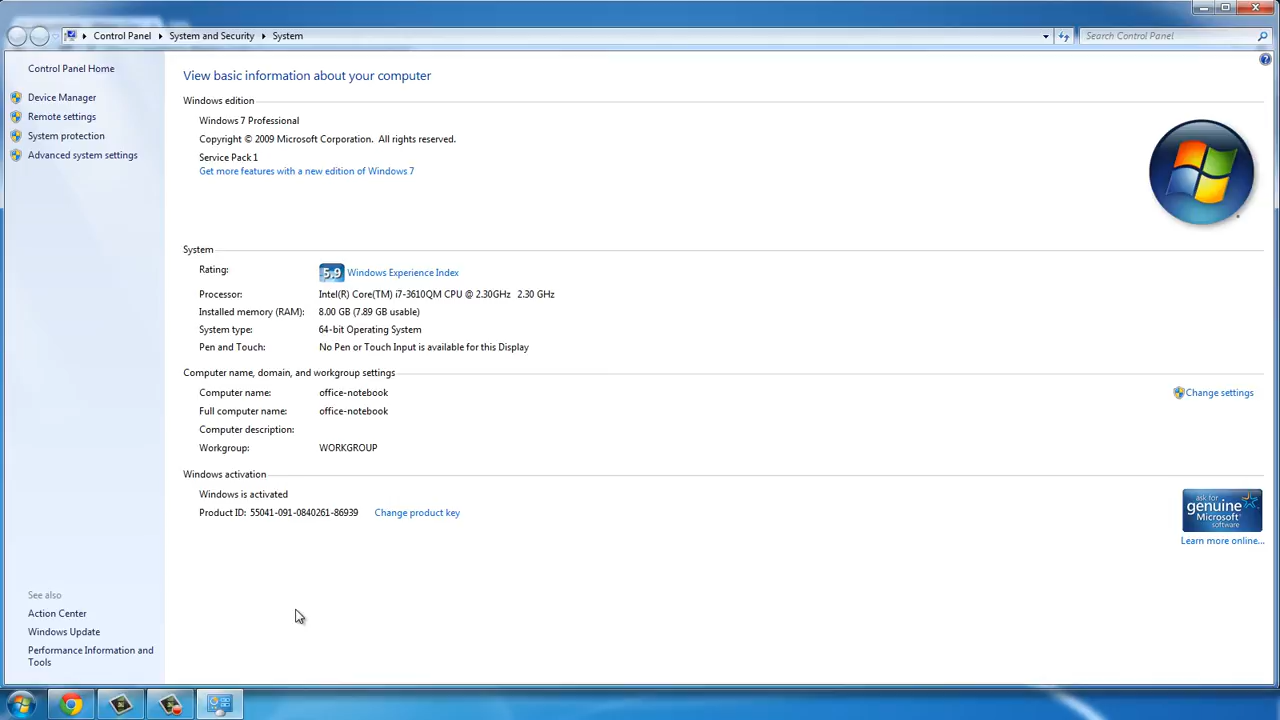 Control Panel System and Security System
Search Control Panel
Control Panel Home
Device Manager
Remote settings
System protection
Advanced system settings
See also
Action Center
Windows Update
Performance Information and
Tools
View basic information about your computer
Windows edition
Windows 7 Professional
Copyright © 2009 Microsoft Corporation. All rights reserved.
Service Pack 1
Get more features with a new edition of Windows 7
System
Rating: 5.9 Windows Experience Index
Processor: Intel(R) Core(TM) i7-3610QM CPU @ 2.30GHz 2.30 GHz
Installed memory (RAM): 8.00 GB (7.89 GB usable)
System type: 64-bit Operating System
Pen and Touch: No Pen or Touch Input is available for this Display
Computer name, domain, and workgroup settings
Computer name: office-notebook
Change settings
Full computer name: office-notebook
Computer description:
Workgroup: WORKGROUP
Windows activation
Windows is activated
Product ID: 55041-091-0840261-86939 Change product key
ask for
genuine
Microsoft
software
Learn more online...